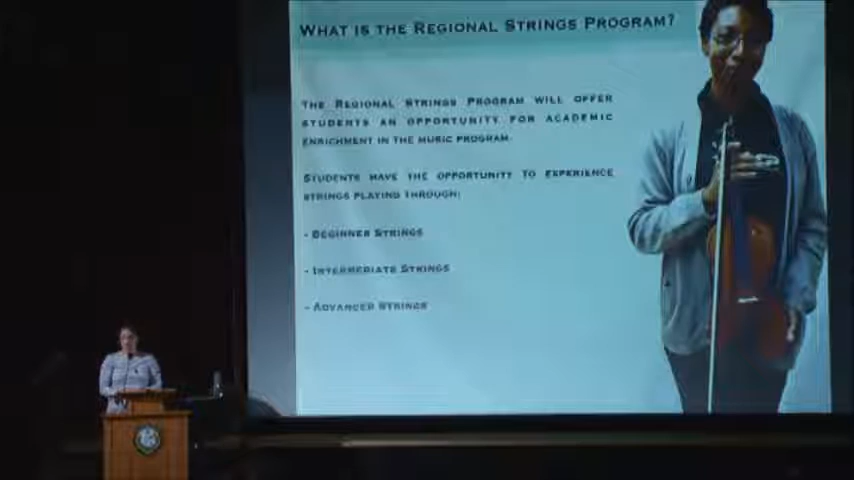 WHAT IS THE REGIONAL STRINGS PROGRAM?
THE REGIONAL STRINGS PROGRAM WILL OFFER
STUDENTS AN OPPORTUNITY FOR ACADEMIC
ENRICHMENT IN THE MUSIC PROGRAM.
STUDENTS HAVE THE OPPORTUNITY TO EXPERIENCE
STRINGS PLAYING THROUGH:
- BEGINNER STRINGS
- INTERMEDIATE STRINGS
- ADVANCED STRINGS